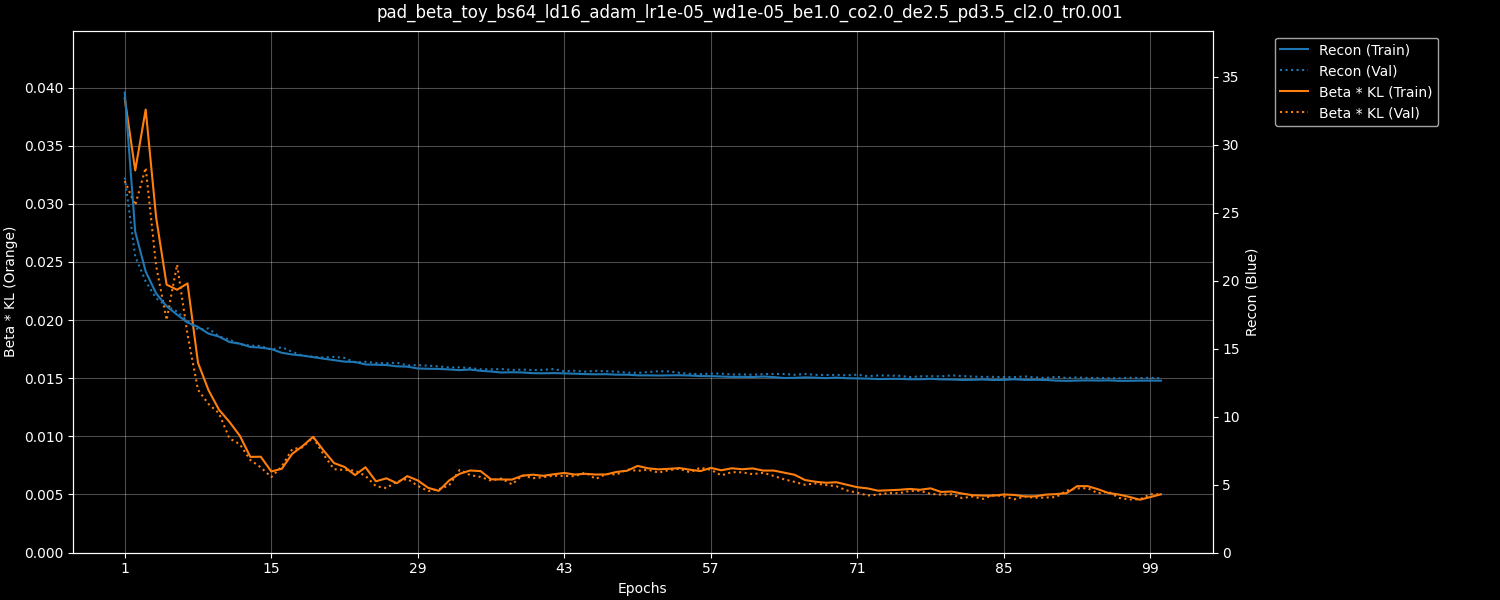 pad_beta_toy_bs64_ld16_adam_lr1e-05_wd1e-05_be1.0_co2.0_de2.5_pd3.5_cl2.0_tr0.001
Recon (Train)
Recon (Val)
Beta * KL (Train)
Beta * KL (Val)
Beta * KL (Orange)
0.040
0.035
0.030
0.025
0.020
0.015
0.010
0.005
0.000
35
30
25
20
15
10
5
0
Recon (Blue)
1 15 29 43 57 71 85 99
Epochs